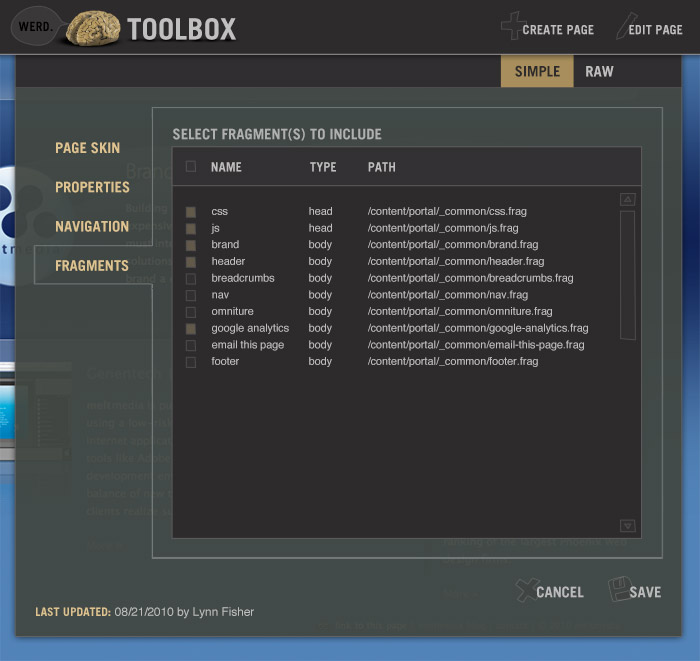 WERD.
TOOLBOX
CREATE PAGE
EDIT PAGE
SIMPLE
RAW
PAGE SKIN
PROPERTIES
NAVIGATION
FRAGMENTS
SELECT FRAGMENT(S) TO INCLUDE
NAME TYPE PATH
css head /content/portal/_common/css.frag
js head /content/portal/_common/js.frag
brand body /content/portal/_common/brand.frag
header body /content/portal/_common/header.frag
breadcrumbs body /content/portal/_common/breadcrumbs.frag
nav body /content/portal/_common/nav.frag
omniture body /content/portal/_common/omniture.frag
google analytics body /content/portal/_common/google-analytics.frag
email this page body /content/portal/_common/email-this-page.frag
footer body /content/portal/_common/footer.frag
CANCEL
SAVE
LAST UPDATED: 08/21/2010 by Lynn Fisher